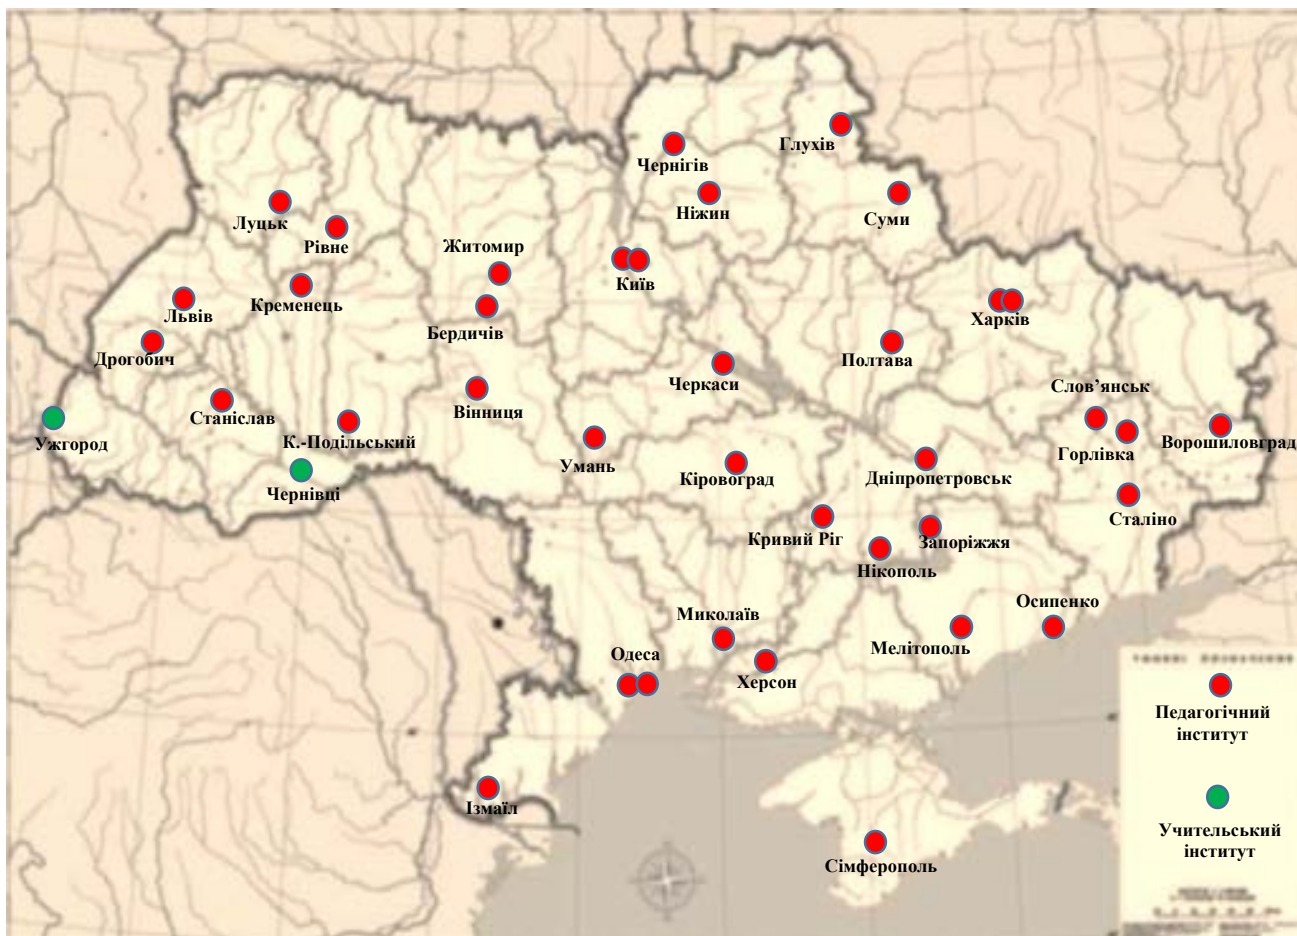 Глухів
Чернігів
Ніжин
Суми
Луцьк
Рівне
Житомир
Київ
Кременець
Львів
Харків
Бердичів
Дрогобич
Полтава
Черкаси
Слов’янськ
Вінниця
Станіслав
К.-Подільський
Ужгород
Ворошиловград
Горлівка
Умань
Кіровоград
Дніпропетровськ
Чернівці
Сталіно
Кривий Ріг
Запоріжжя
Нікополь
Осипенко
Миколаїв
Мелітополь
Одеса
Херсон
Педагогічний
інститут
Ізмаїл
Учительський
інститут
Сімферополь